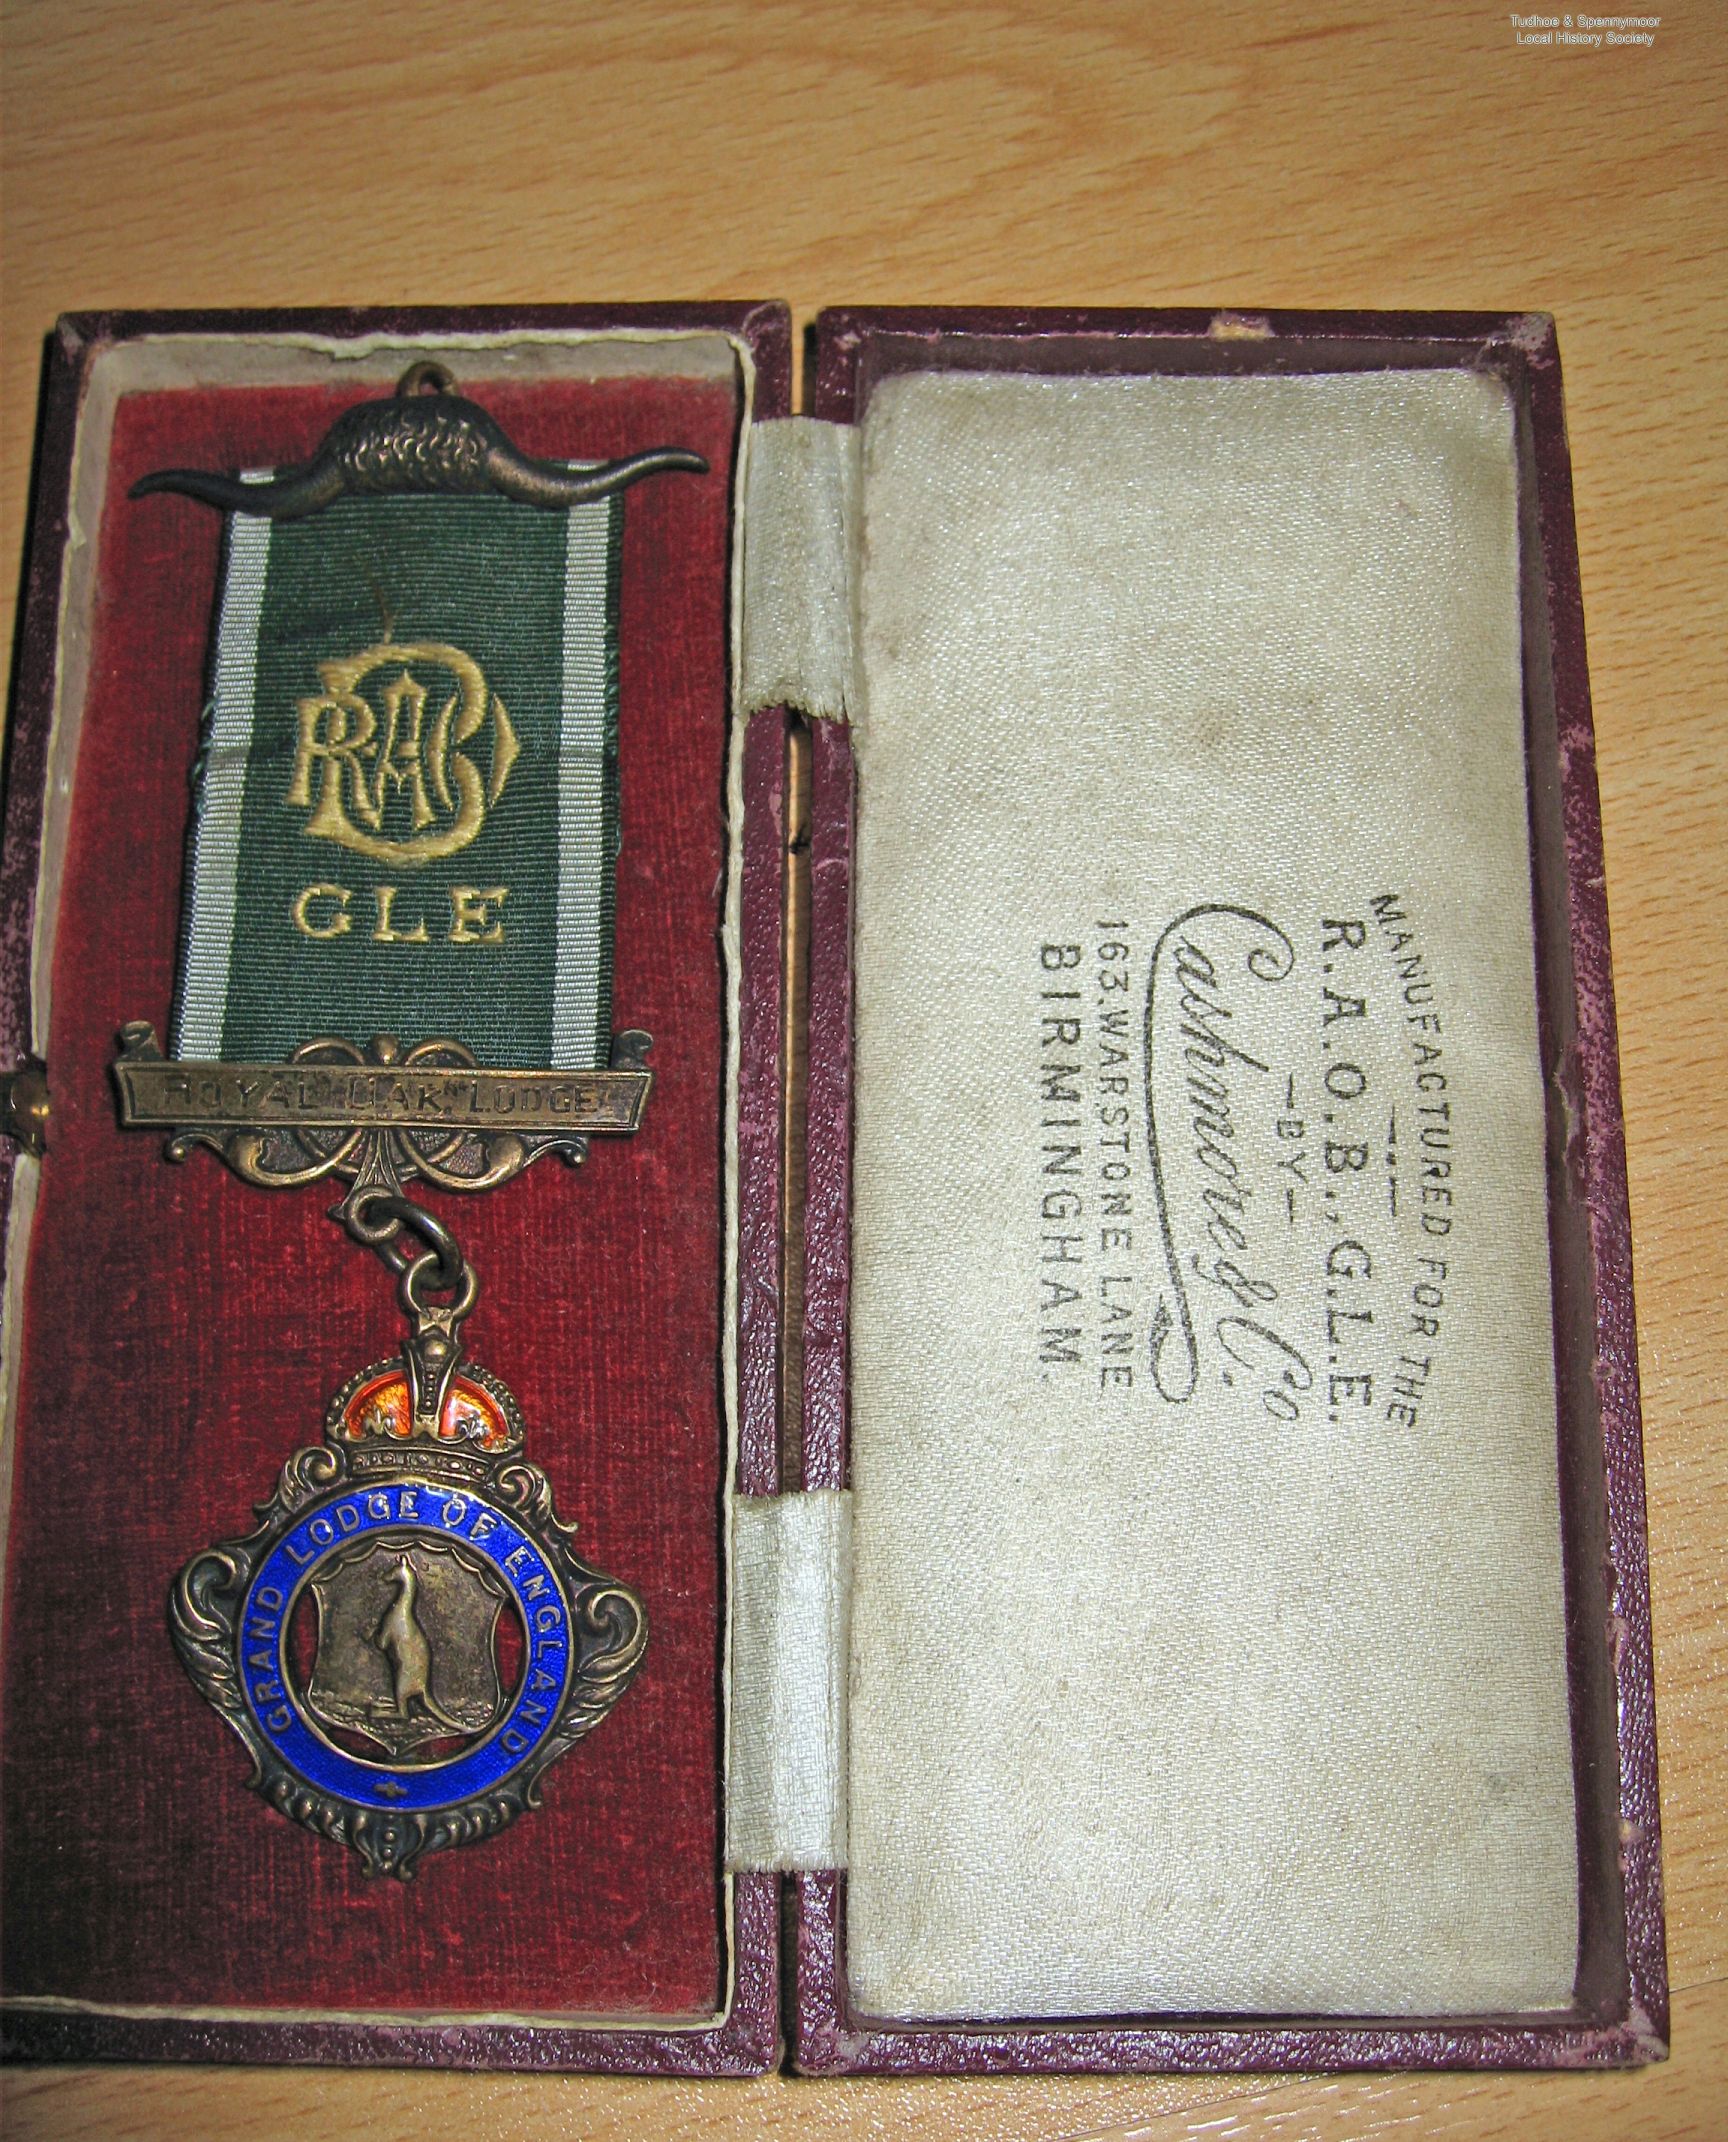 Tudhoe & Spennymoor
Local History Society
RAOB
GLE
ROYAL OAK LODGE
GRAND LODGE OF ENGLAND
MANUFACTURED FOR THE
R.A.O.B., G.L.E.
— BY —
Cashmore & Co.
163. WARSTONE LANE
BIRMINGHAM.